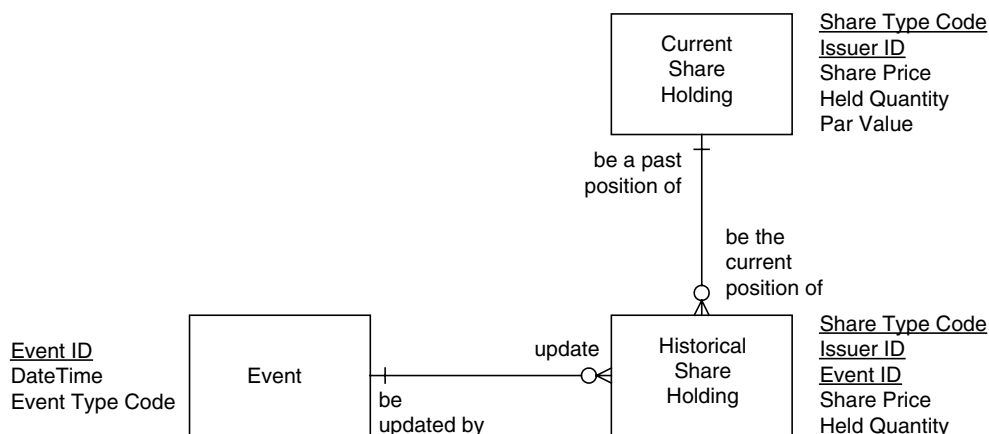 Current
Share
Holding
Share Type Code
Issuer ID
Share Price
Held Quantity
Par Value
be a past
position of
be the
current
position of
Event ID
DateTime
Event Type Code
Event
be
updated by
update
Historical
Share
Holding
Share Type Code
Issuer ID
Event ID
Share Price
Held Quantity